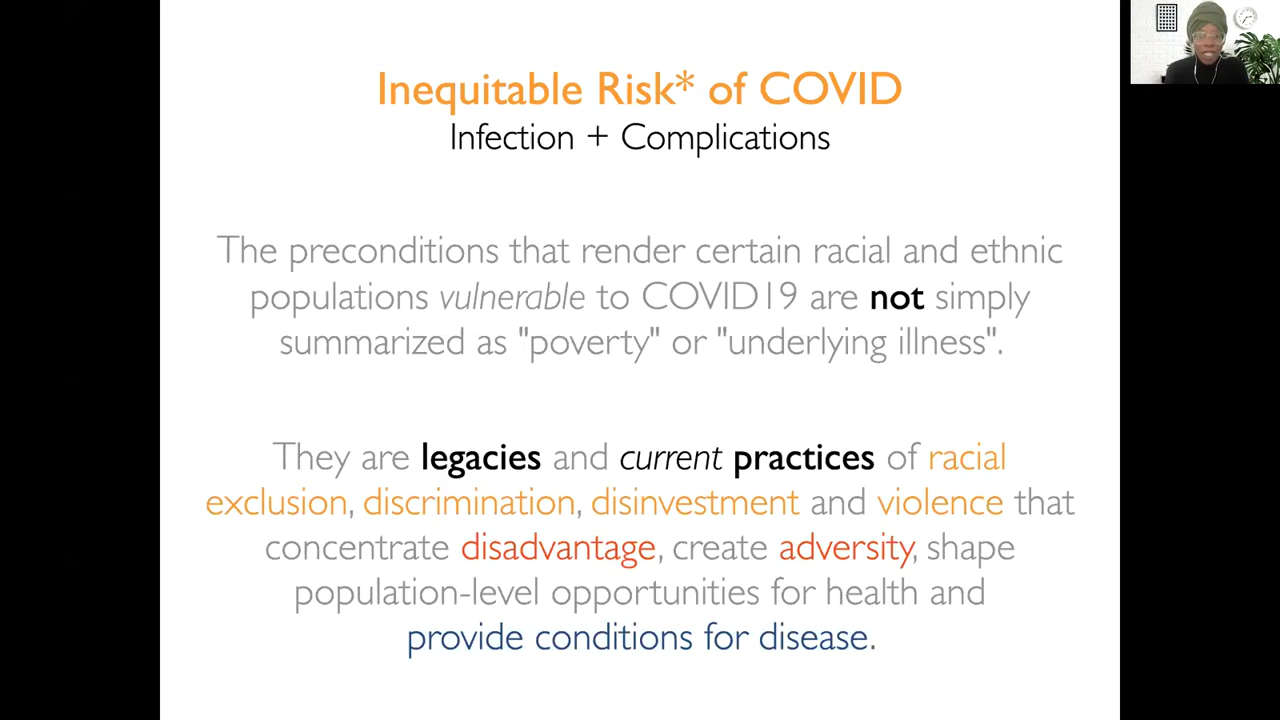 Inequitable Risk* of COVID
Infection + Complications
The preconditions that render certain racial and ethnic
populations vulnerable to COVID19 are not simply
summarized as "poverty" or "underlying illness".
They are legacies and current practices of racial
exclusion, discrimination, disinvestment and violence that
concentrate disadvantage, create adversity, shape
population-level opportunities for health and
provide conditions for disease.